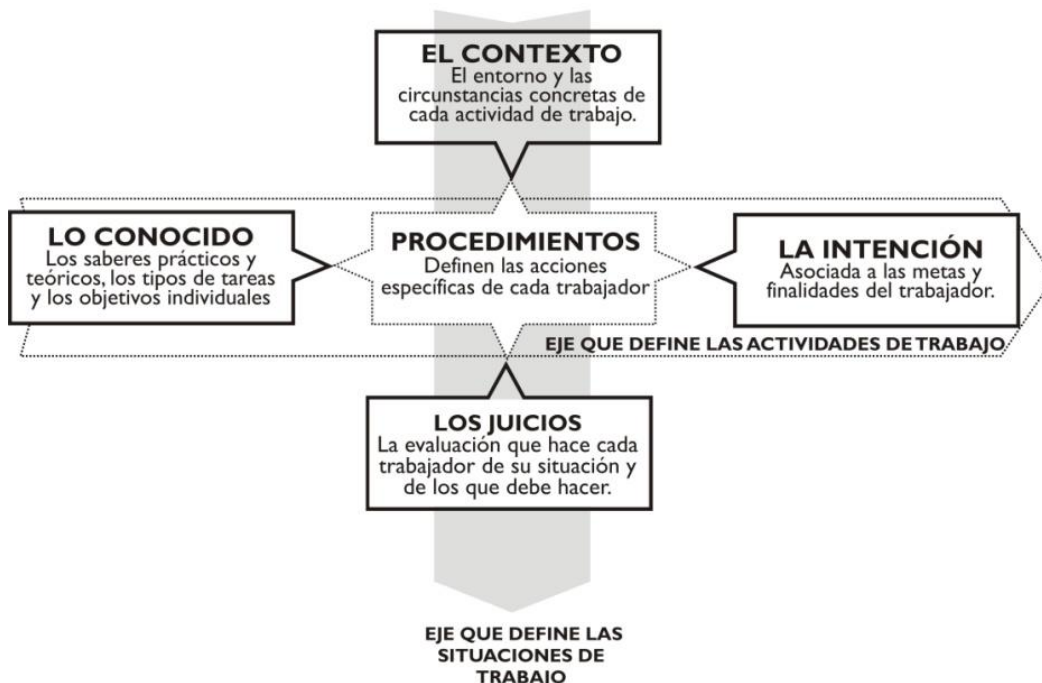 EL CONTEXTO
El entorno y las
circunstancias concretas de
cada actividad de trabajo.
LO CONOCIDO
Los saberes prácticos y
teóricos, los tipos de tareas
y los objetivos individuales
PROCEDIMIENTOS
Definen las acciones
específicas de cada trabajador
LA INTENCIÓN
Asociada a las metas y
finalidades del trabajador.
EJE QUE DEFINE LAS ACTIVIDADES DE TRABAJO
LOS JUICIOS
La evaluación que hace cada
trabajador de su situación y
de los que debe hacer.
EJE QUE DEFINE LAS
SITUACIONES DE
TRABAJO